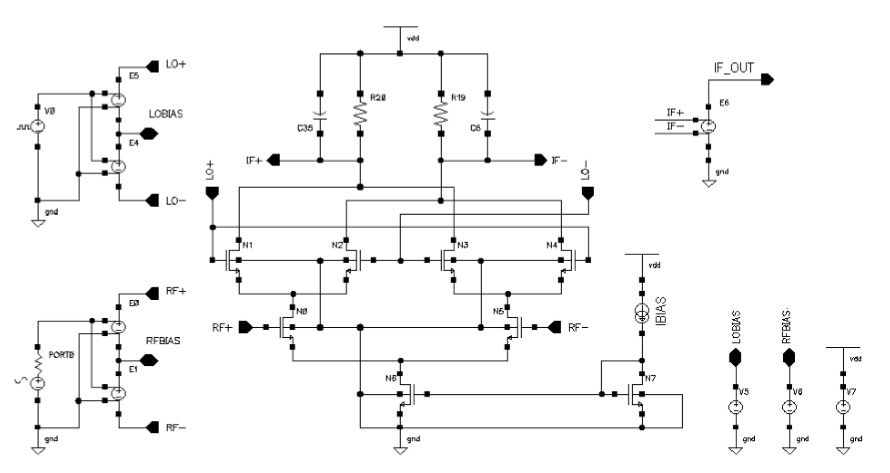 vdd
LO+
E5
V0
LOBIAS
E4
LO-
gnd
C35
R20
R19
C6
IF+
IF-
LO+
LO-
IF_OUT
E6
IF+
IF-
gnd
N1
N2
N3
N4
vdd
RF+
E0
PORT0
RFBIAS
E1
RF-
gnd
RF+
N0
N5
RF-
IBIAS
N6
N7
gnd
LOBIAS
V5
gnd
RFBIAS
V6
gnd
vdd
V7
gnd